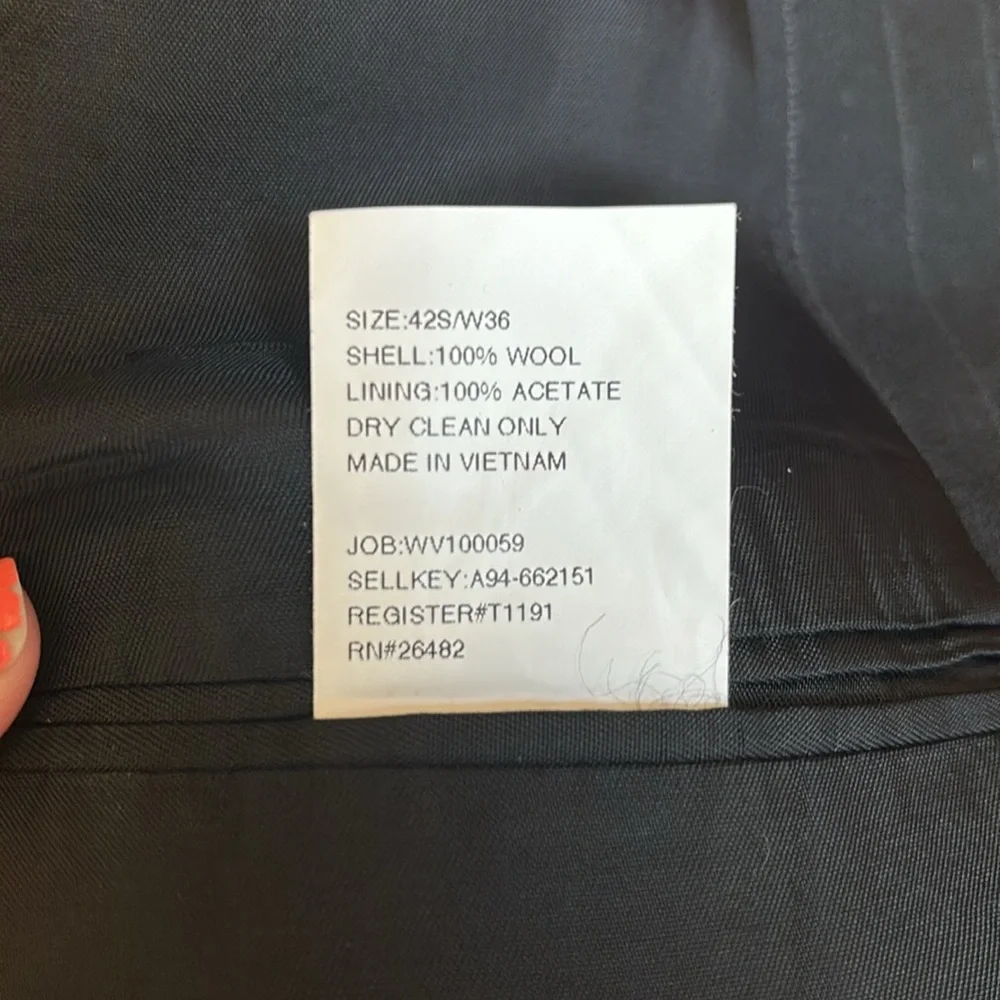 SIZE:42S/W36
SHELL:100% WOOL
LINING:100% ACETATE
DRY CLEAN ONLY
MADE IN VIETNAM
JOB:WV100059
SELLKEY:A94-662151
REGISTER#T1191
RN#26482